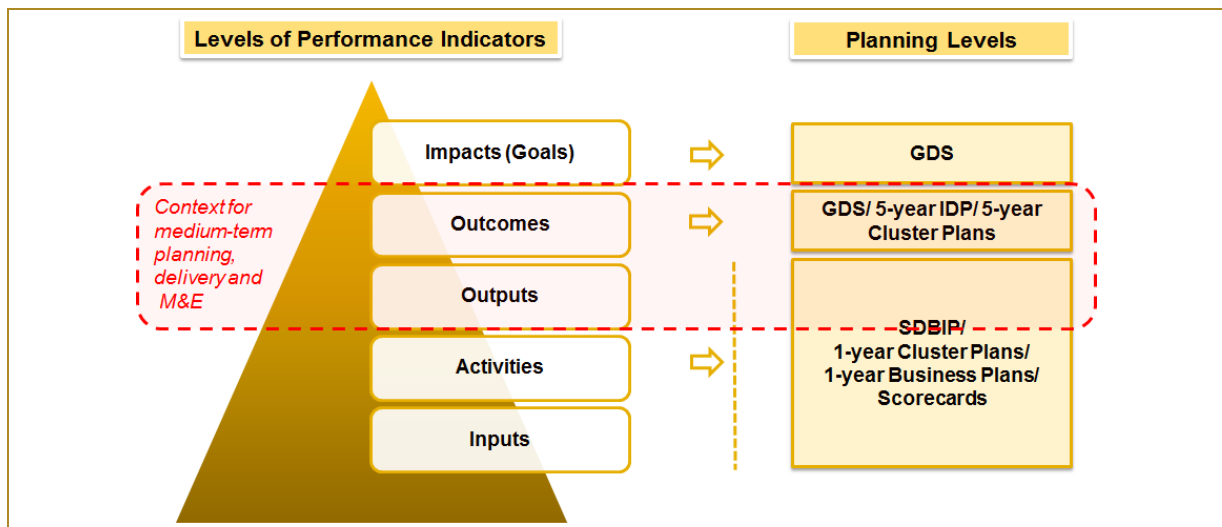 Levels of Performance Indicators
Planning Levels
Impacts (Goals)
GDS
Context for
medium-term
planning,
delivery and
M&E
Outcomes
GDS/ 5-year IDP/ 5-year
Cluster Plans
Outputs
Activities
Inputs
SDBIP/
1-year Cluster Plans/
1-year Business Plans/
Scorecards